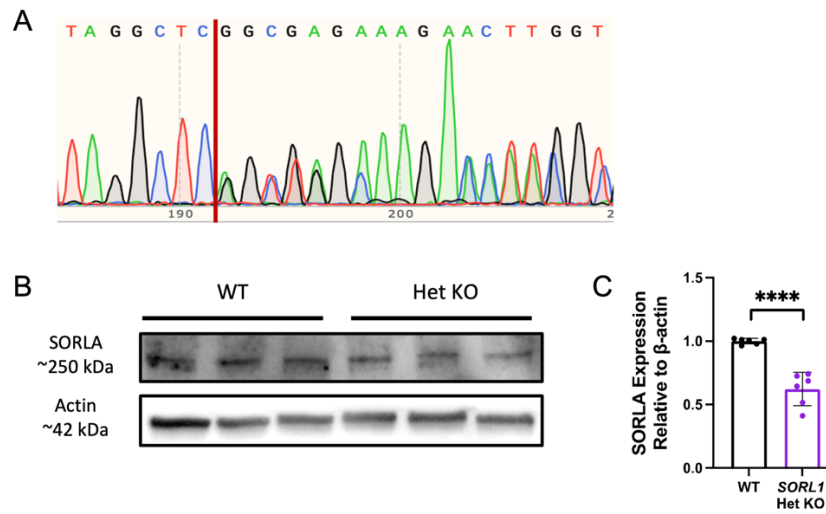 A
T A G G C T C G G C G A G A A A G A A C T T G G T
190 200 2
B
WT Het KO
SORLA
~250 kDa
Actin
~42 kDa
C
****
SORLA Expression
Relative to β-actin
1.5
1.0
0.5
0.0
WT SORL1
Het KO